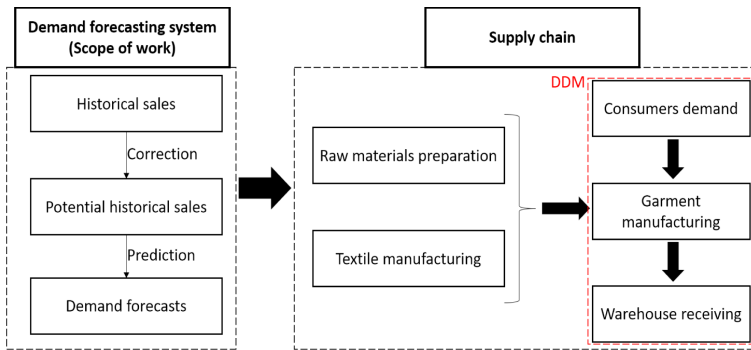 Demand forecasting system
(Scope of work)
Historical sales
Correction
Potential historical sales
Prediction
Demand forecasts
Supply chain
Raw materials preparation
Textile manufacturing
DDM
Consumers demand
Garment
manufacturing
Warehouse receiving